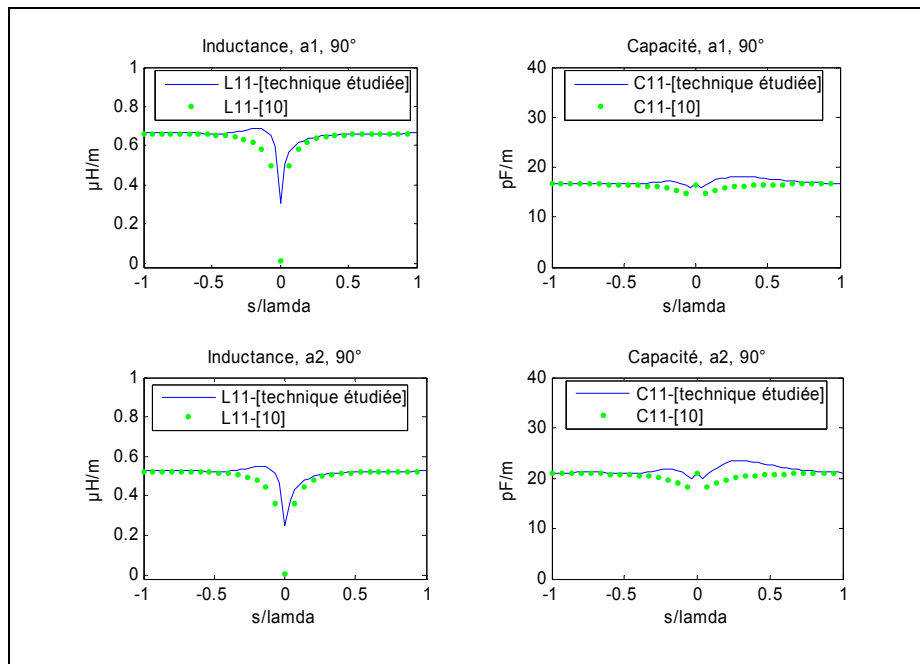 Inductance, a1, 90°
L11-[technique étudiée]
L11-[10]
1
0.8
0.6
0.4
0.2
0
µH/m
-1 -0.5 0 0.5 1
s/lamda
Capacité, a1, 90°
C11-[technique étudiée]
C11-[10]
40
30
20
10
0
pF/m
-1 -0.5 0 0.5 1
s/lamda
Inductance, a2, 90°
L11-[technique étudiée]
L11-[10]
1
0.8
0.6
0.4
0.2
0
µH/m
-1 -0.5 0 0.5 1
s/lamda
Capacité, a2, 90°
C11-[technique étudiée]
C11-[10]
40
30
20
10
0
pF/m
-1 -0.5 0 0.5 1
s/lamda